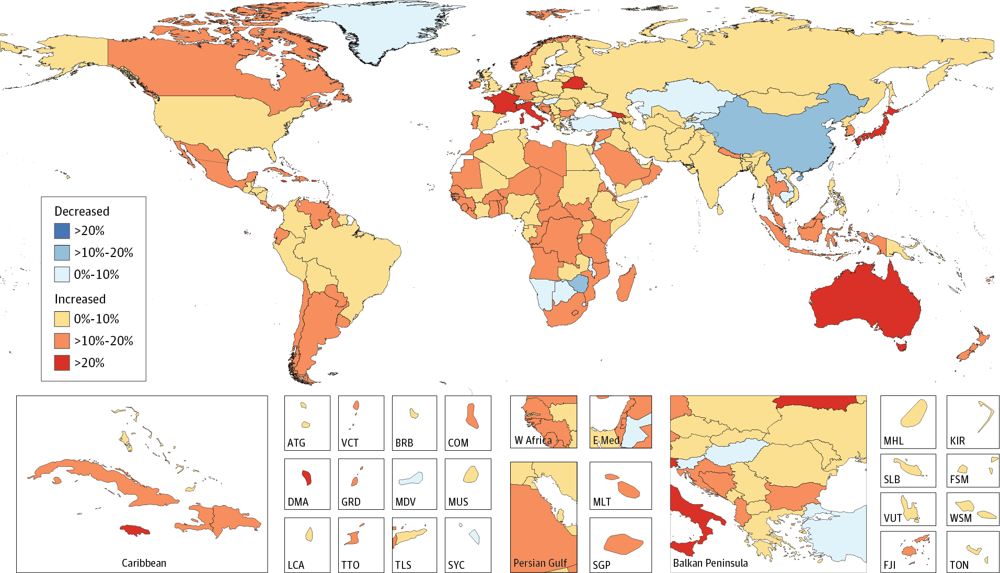 Decreased
>20%
>10%-20%
0%-10%
Increased
0%-10%
>10%-20%
>20%
Caribbean
ATG
VCT
BRB
COM
DMA
GRD
MDV
MUS
LCA
TTO
TLS
SYC
W Africa
E Med
Persian Gulf
MLT
SGP
Balkan Peninsula
MHL
KIR
SLB
FSM
VUT
WSM
FJI
TON